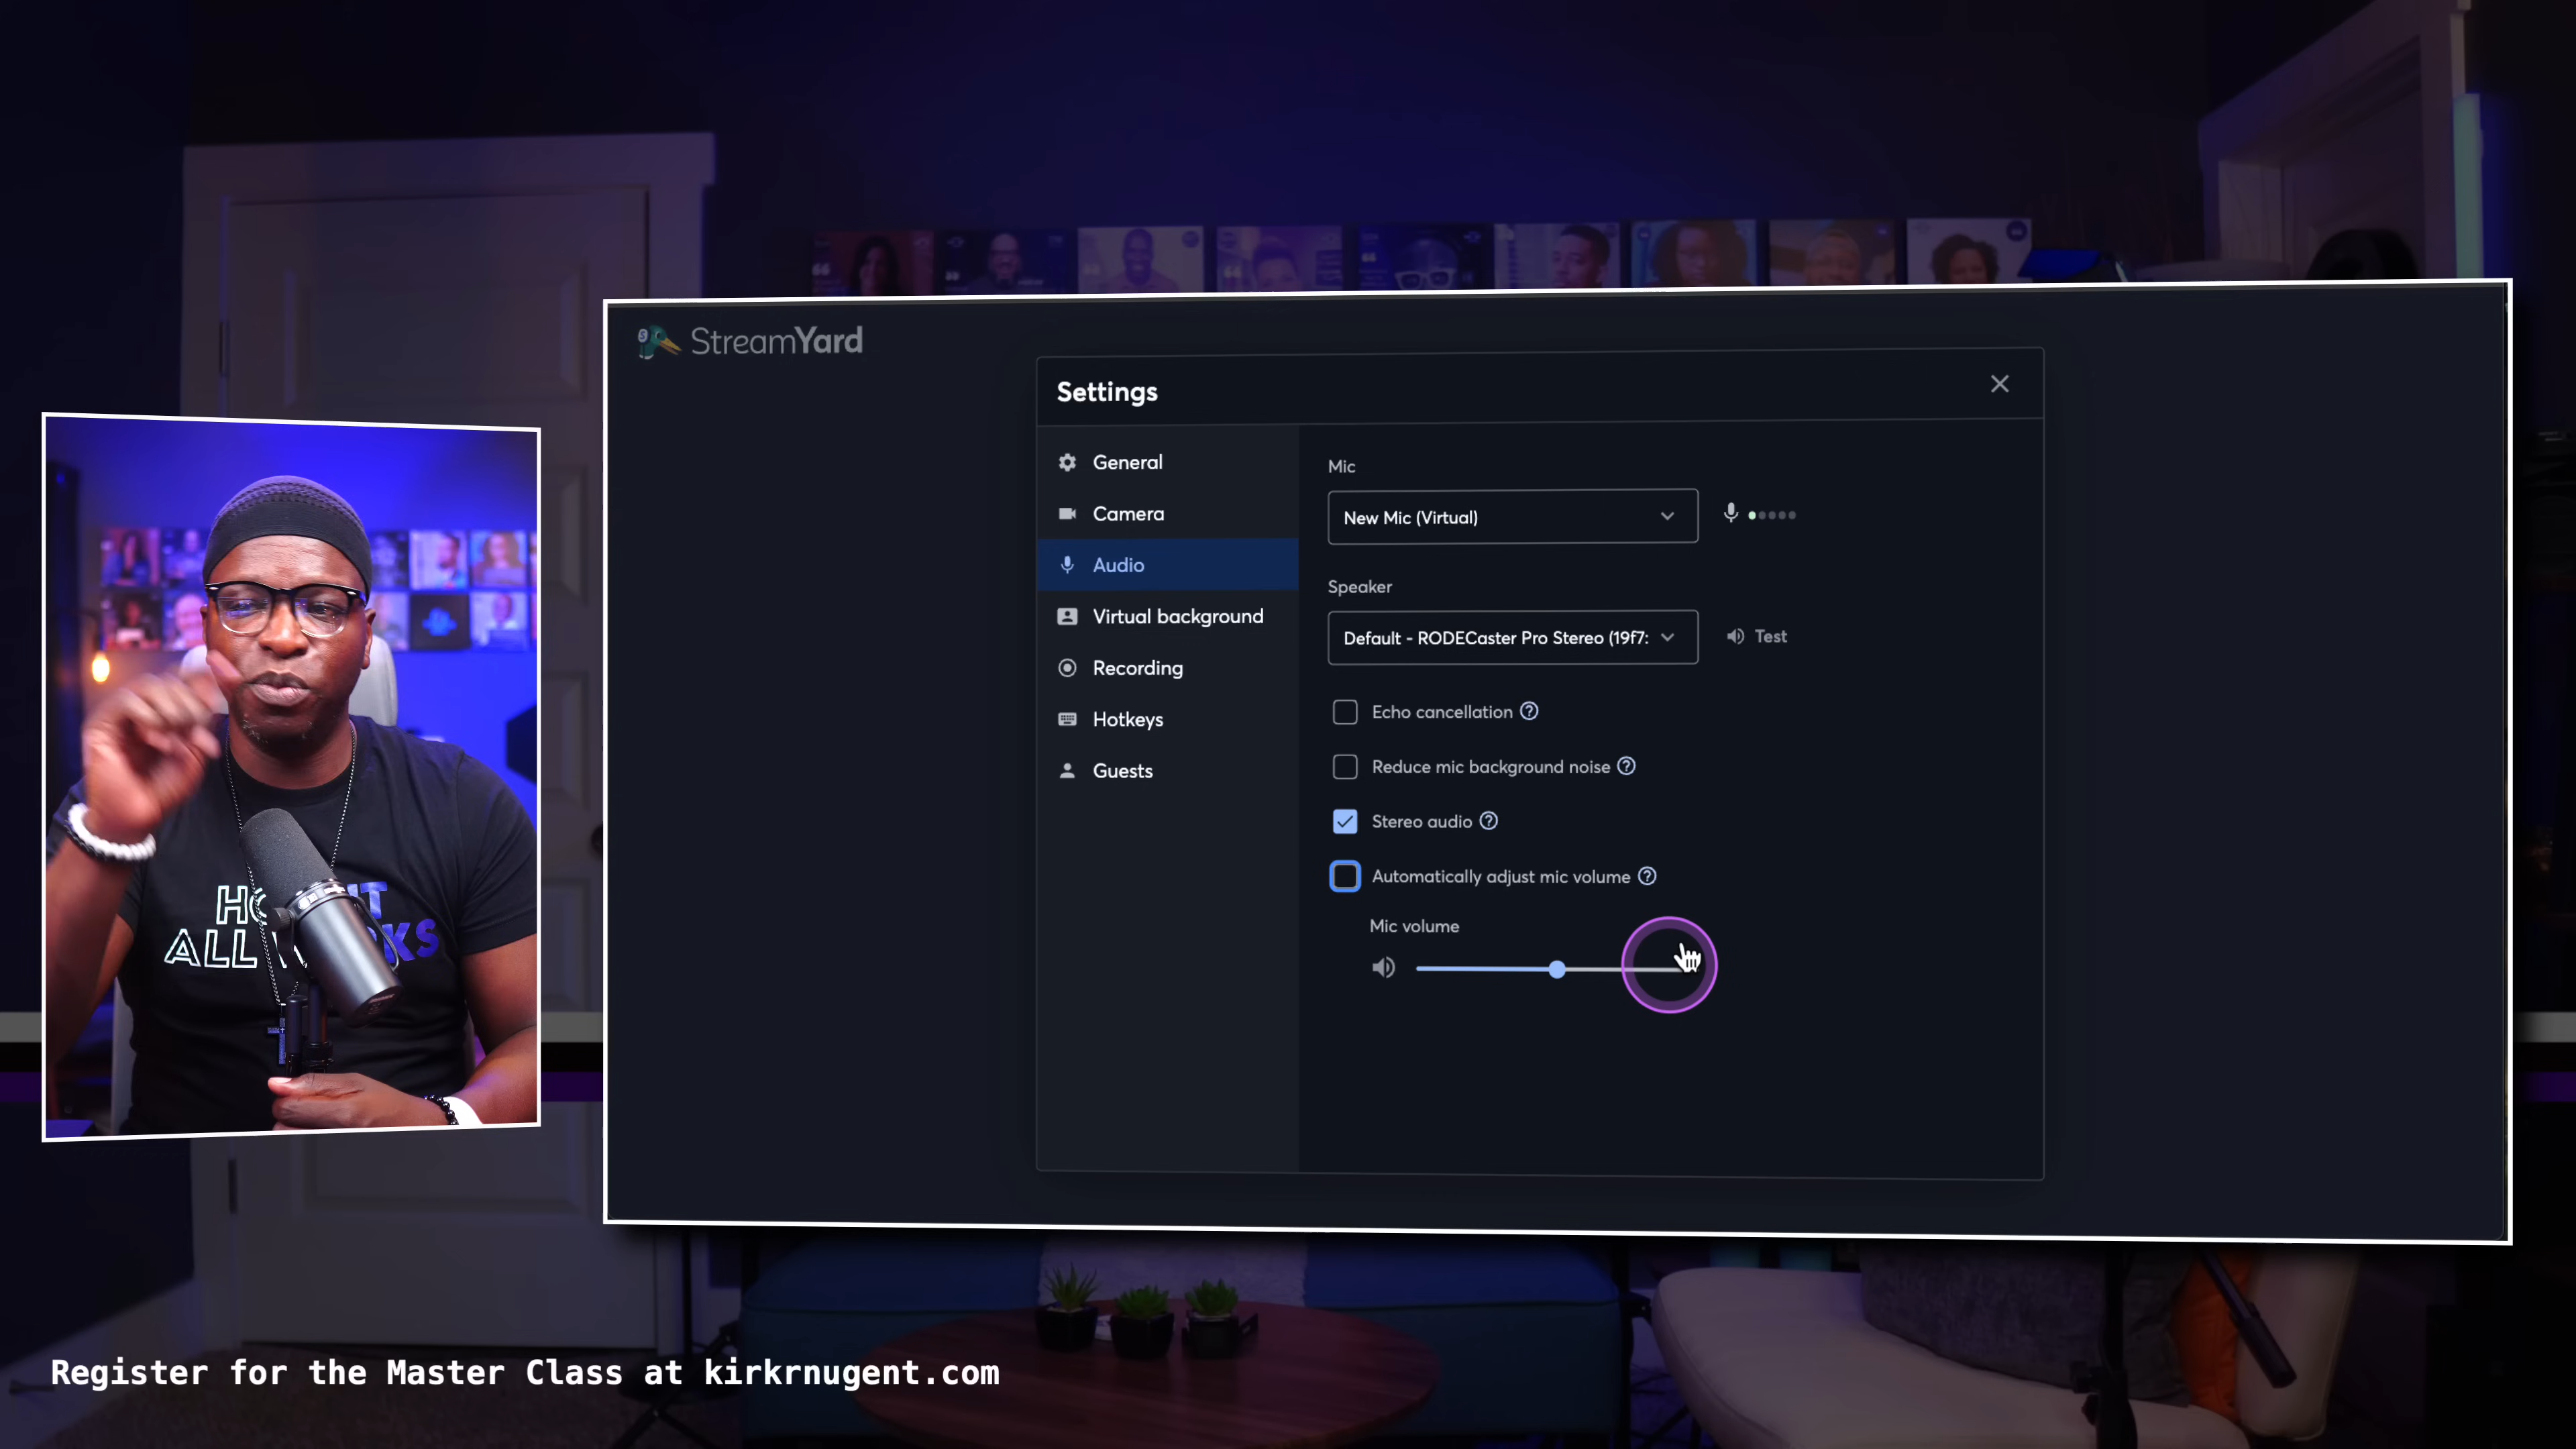 StreamYard
Settings
General
Camera
Audio
Virtual background
Recording
Hotkeys
Guests
Mic
New Mic (Virtual)
Speaker
Default - RODECaster Pro Stereo (19f7:
Test
Echo cancellation
Reduce mic background noise
Stereo audio
Automatically adjust mic volume
Mic volume
ALL
Register for the Master Class at kirkrnugent.com